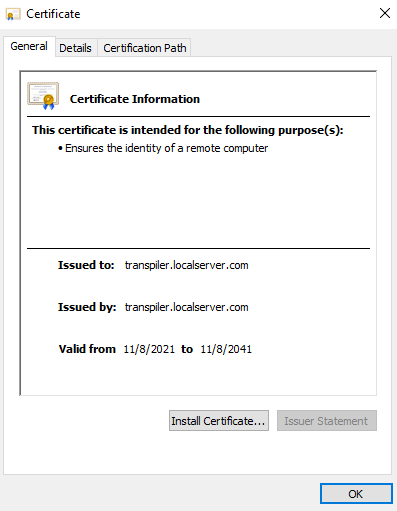 Certificate
General Details Certification Path
Certificate Information
This certificate is intended for the following purpose(s):
• Ensures the identity of a remote computer
Issued to: transpiler.localserver.com
Issued by: transpiler.localserver.com
Valid from 11/8/2021 to 11/8/2041
Install Certificate... Issuer Statement
OK